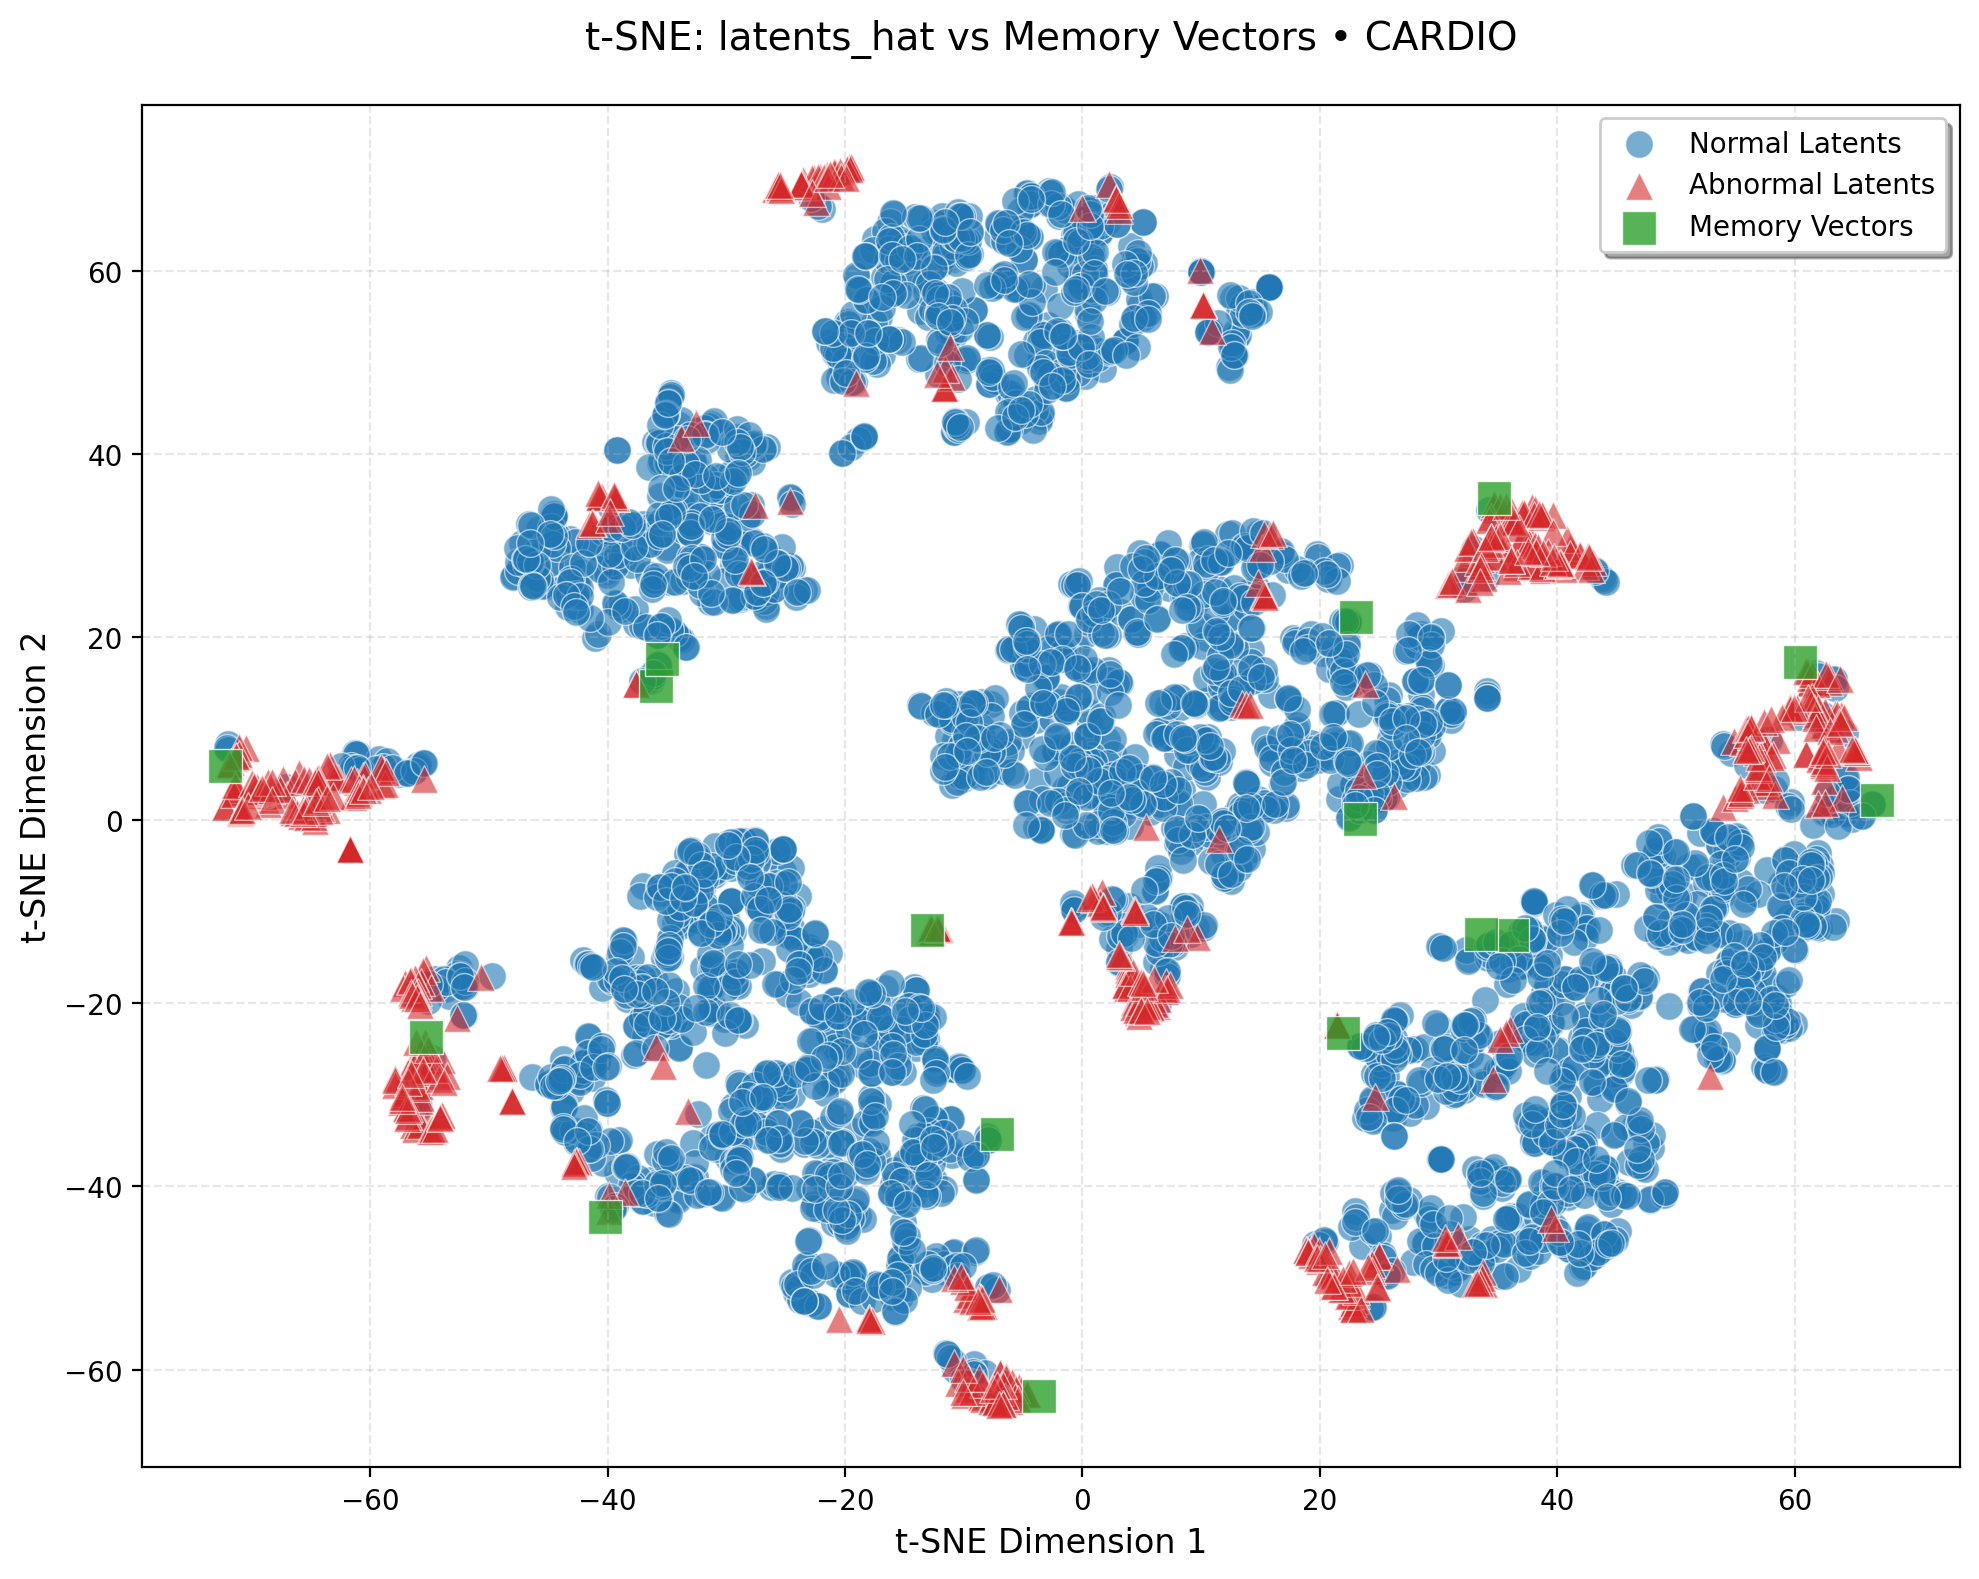 t-SNE: latents_hat vs Memory Vectors • CARDIO
Normal Latents
Abnormal Latents
Memory Vectors
t-SNE Dimension 2
60
40
20
0
−20
−40
−60
−60
−40
−20
0
20
40
60
t-SNE Dimension 1